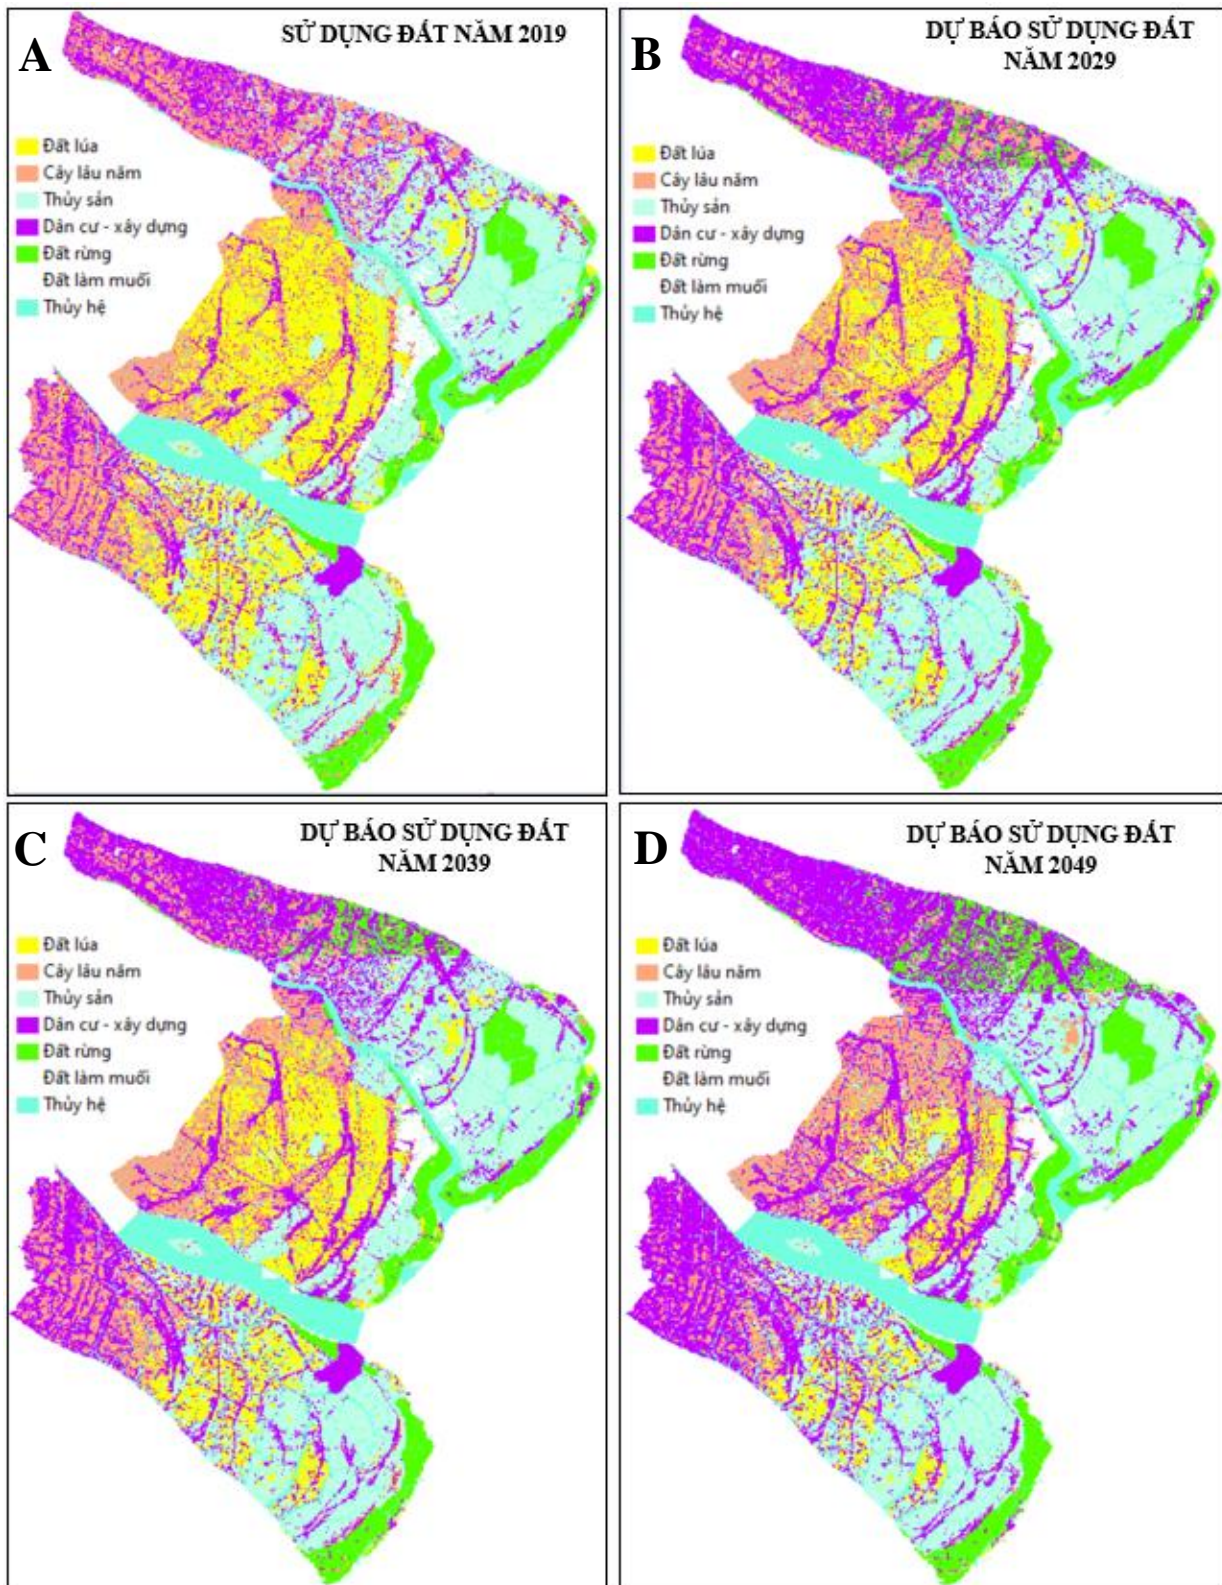 A
SỬ DỤNG ĐẤT NĂM 2019
Đất lúa
Cây lâu năm
Thủy sản
Dân cư - xây dựng
Đất rừng
Đất làm muối
Thủy hệ
B
DỰ BÁO SỬ DỤNG ĐẤT
NĂM 2029
Đất lúa
Cây lâu năm
Thủy sản
Dân cư - xây dựng
Đất rừng
Đất làm muối
Thủy hệ
C
DỰ BÁO SỬ DỤNG ĐẤT
NĂM 2039
Đất lúa
Cây lâu năm
Thủy sản
Dân cư - xây dựng
Đất rừng
Đất làm muối
Thủy hệ
D
DỰ BÁO SỬ DỤNG ĐẤT
NĂM 2049
Đất lúa
Cây lâu năm
Thủy sản
Dân cư - xây dựng
Đất rừng
Đất làm muối
Thủy hệ